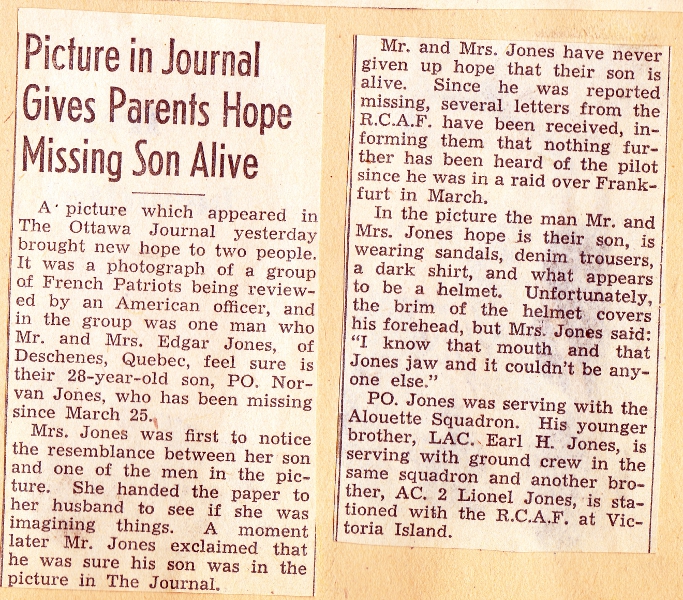 Picture in Journal
Gives Parents Hope
Missing Son Alive
A picture which appeared in
The Ottawa Journal yesterday
brought new hope to two people.
It was a photograph of a group
of French Patriots being review-
ed by an American officer, and
in the group was one man who
Mr. and Mrs. Edgar Jones, of
Deschenes, Quebec, feel sure is
their 28-year-old son, PO. Nor-
van Jones, who has been missing
since March 25.
Mrs. Jones was first to notice
the resemblance between her son
and one of the men in the pic-
ture. She handed the paper to
her husband to see if she was
imagining things. A moment
later Mr. Jones exclaimed that
he was sure his son was in the
picture in The Journal.
Mr. and Mrs. Jones have never
given up hope that their son is
alive. Since he was reported
missing, several letters from the
R.C.A.F. have been received, in-
forming them that nothing fur-
ther has been heard of the pilot
since he was in a raid over Frank-
furt in March.
In the picture the man Mr. and
Mrs. Jones hope is their son, is
wearing sandals, denim trousers,
a dark shirt, and what appears
to be a helmet. Unfortunately,
the brim of the helmet covers
his forehead, but Mrs. Jones said:
"I know that mouth and that
Jones jaw and it couldn't be any-
one else."
PO. Jones was serving with the
Alouette Squadron. His younger
brother, LAC. Earl H. Jones, is
serving with ground crew in the
same squadron and another bro-
ther, AC. 2 Lionel Jones, is sta-
tioned with the R.C.A.F. at Vic-
toria Island.